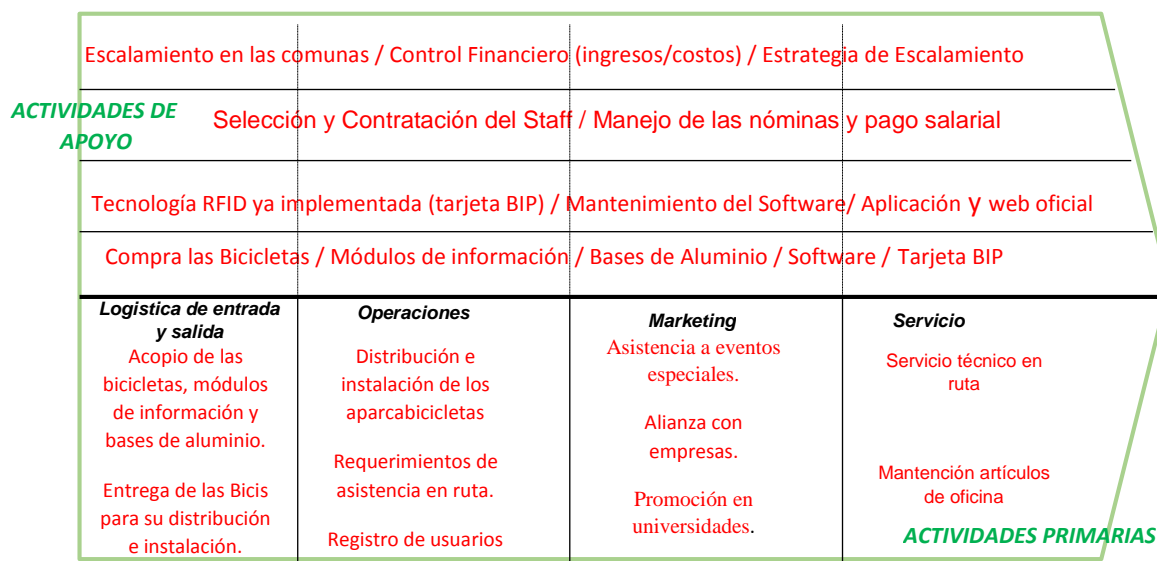 Escalamiento en las comunas / Control Financiero (ingresos/costos) / Estrategia de Escalamiento
ACTIVIDADES DE
APOYO
Selección y Contratación del Staff / Manejo de las nóminas y pago salarial
Tecnología RFID ya implementada (tarjeta BIP) / Mantenimiento del Software/ Aplicación y web oficial
Compra las Bicicletas / Módulos de información / Bases de Aluminio / Software / Tarjeta BIP
Logistica de entrada
y salida
Acopio de las
bicicletas, módulos
de información y
bases de aluminio.
Entrega de las Bicis
para su distribución
e instalación.
Operaciones
Distribución e
instalación de los
aparcabicicletas
Requerimientos de
asistencia en ruta.
Registro de usuarios
Marketing
Asistencia a eventos
especiales.
Alianza con
empresas.
Promoción en
universidades.
Servicio
Servicio técnico en
ruta
Mantención artículos
de oficina
ACTIVIDADES PRIMARIAS